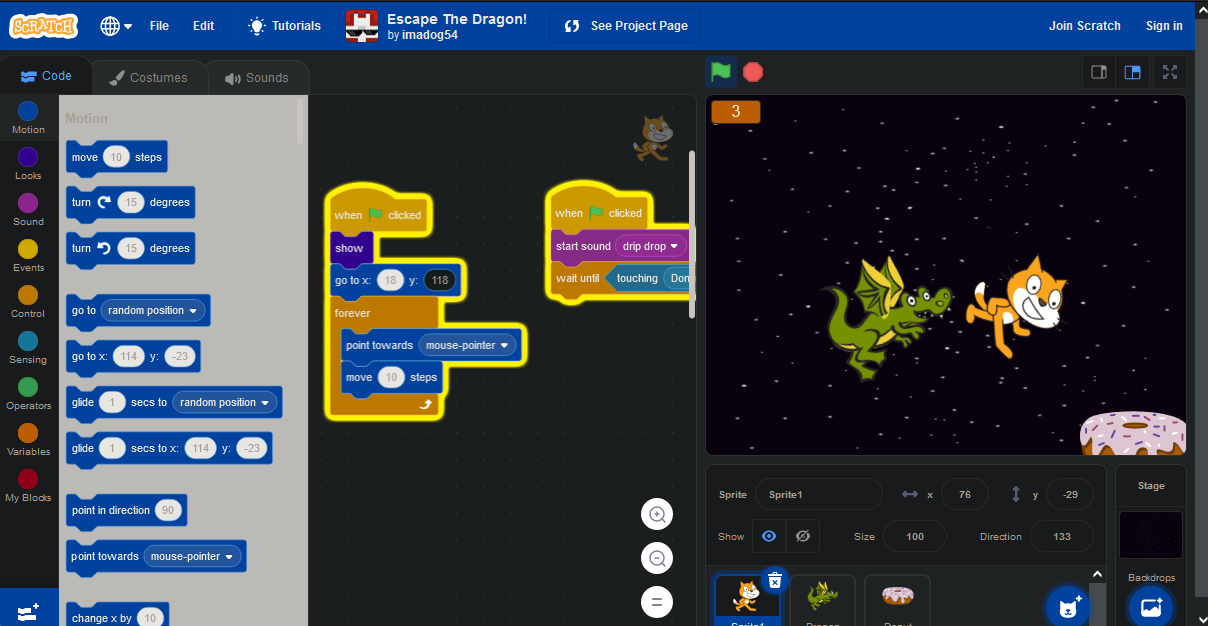 SCRATCH
File
Edit
Tutorials
Escape The Dragon!
by imadog54
See Project Page
Join Scratch
Sign in
Code
Costumes
Sounds
Motion
Looks
Sound
Events
Control
Sensing
Operators
Variables
My Blocks
Motion
move 10 steps
turn 15 degrees
turn 15 degrees
go to random position
go to x: 114 y: -23
glide 1 secs to random position
glide 1 secs to x: 114 y: -23
point in direction 90
point towards mouse-pointer
change x by 10
when clicked
show
go to x: 18 y: 118
forever
point towards mouse-pointer
move 10 steps
when clicked
start sound drip drop
wait until touching Don
3
Sprite Sprite1 x 76 y -29
Show Size 100 Direction 133
Sprite1
Dragon
Donut
Stage
Backdrops